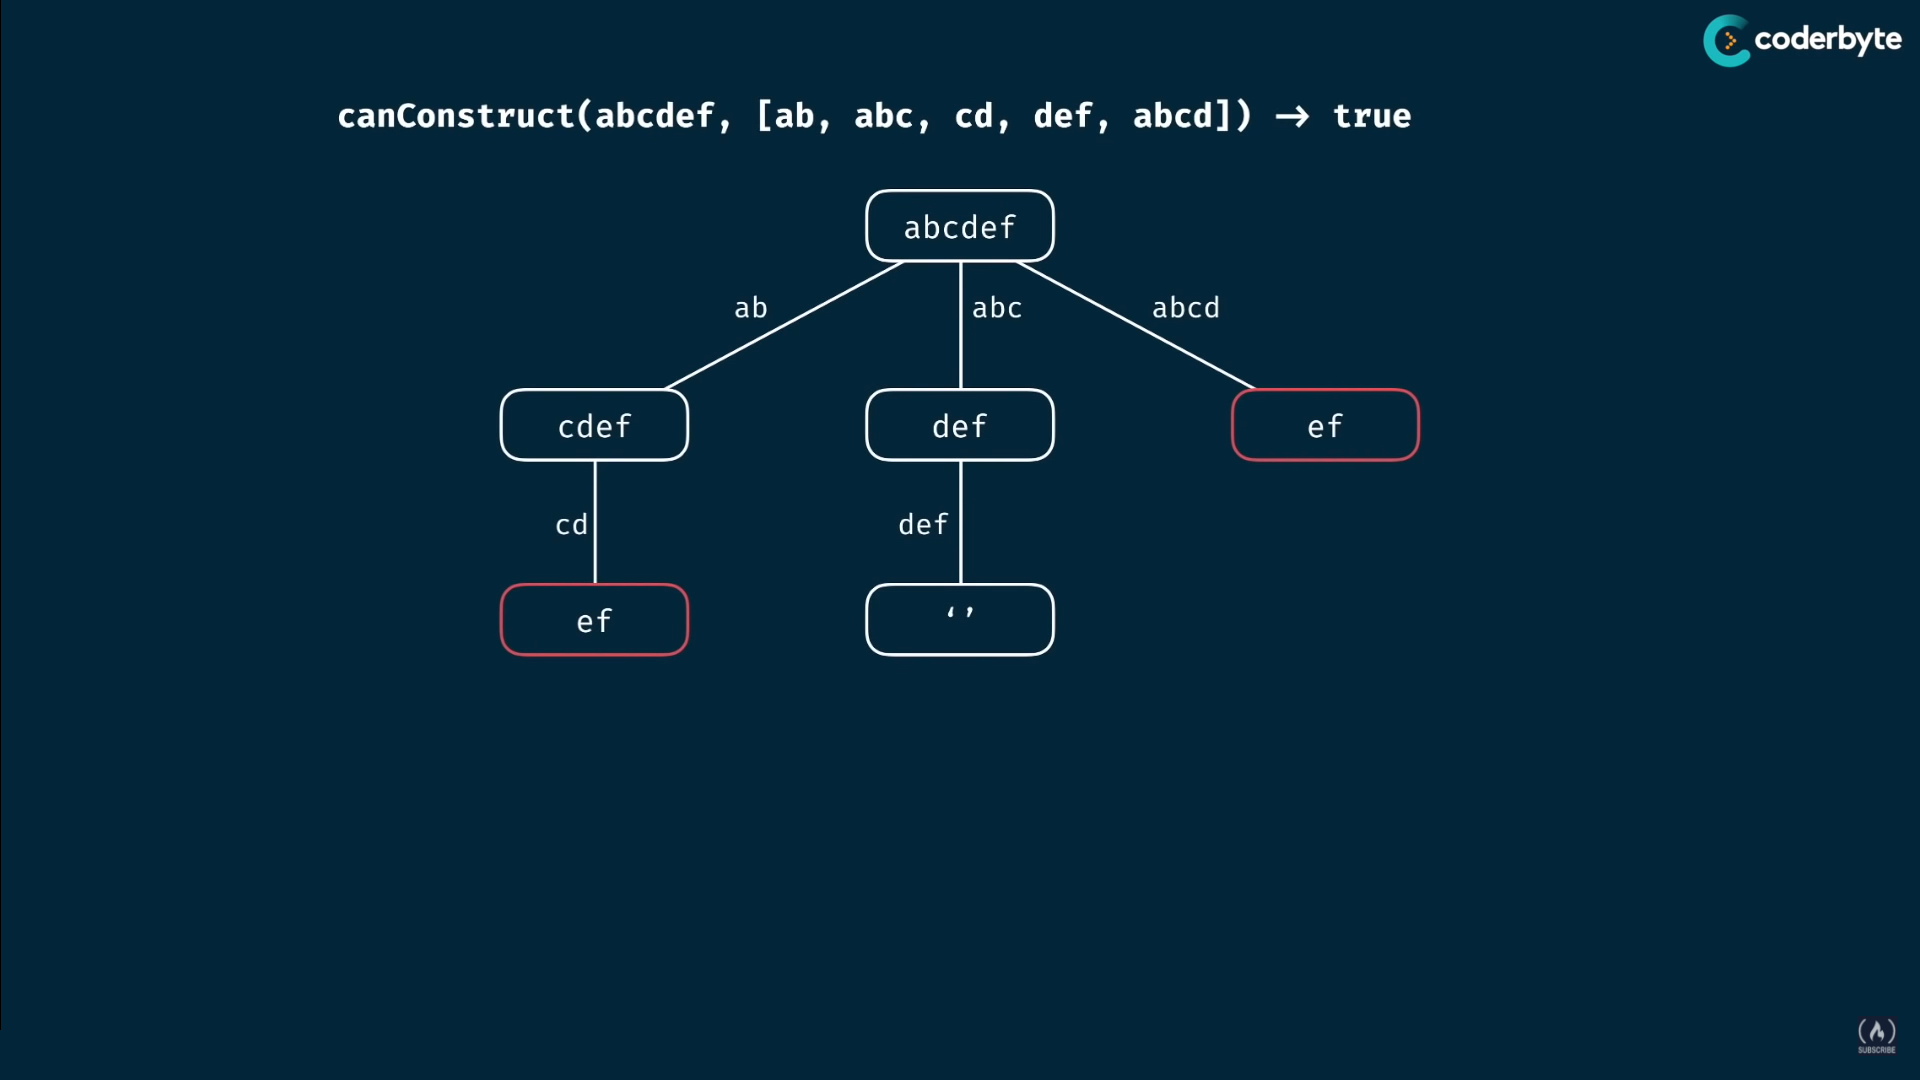 coderbyte
canConstruct(abcdef, [ab, abc, cd, def, abcd]) → true
abcdef
ab
abc
abcd
cdef
def
ef
cd
def
ef
‘’
SUBSCRIBE